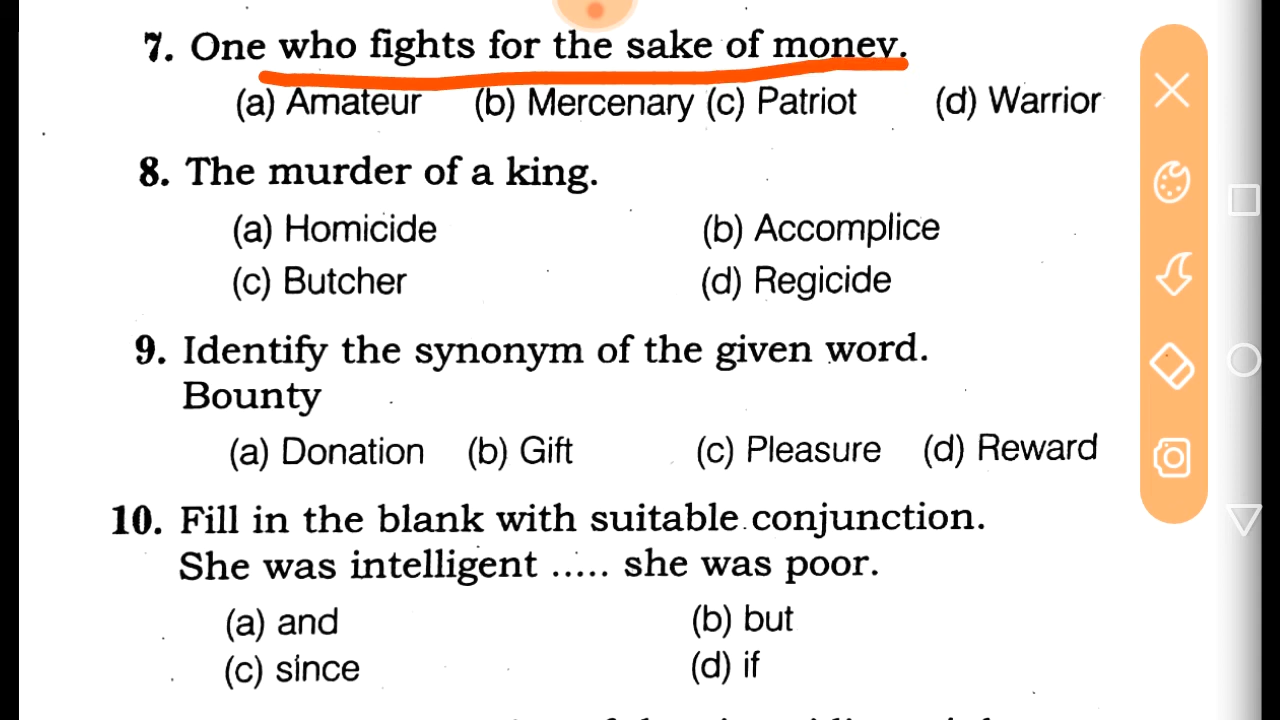 7. One who fights for the sake of money.
(a) Amateur (b) Mercenary (c) Patriot (d) Warrior
8. The murder of a king.
(a) Homicide (b) Accomplice
(c) Butcher (d) Regicide
9. Identify the synonym of the given word.
Bounty
(a) Donation (b) Gift (c) Pleasure (d) Reward
10. Fill in the blank with suitable conjunction.
She was intelligent ..... she was poor.
(a) and (b) but
(c) since (d) if